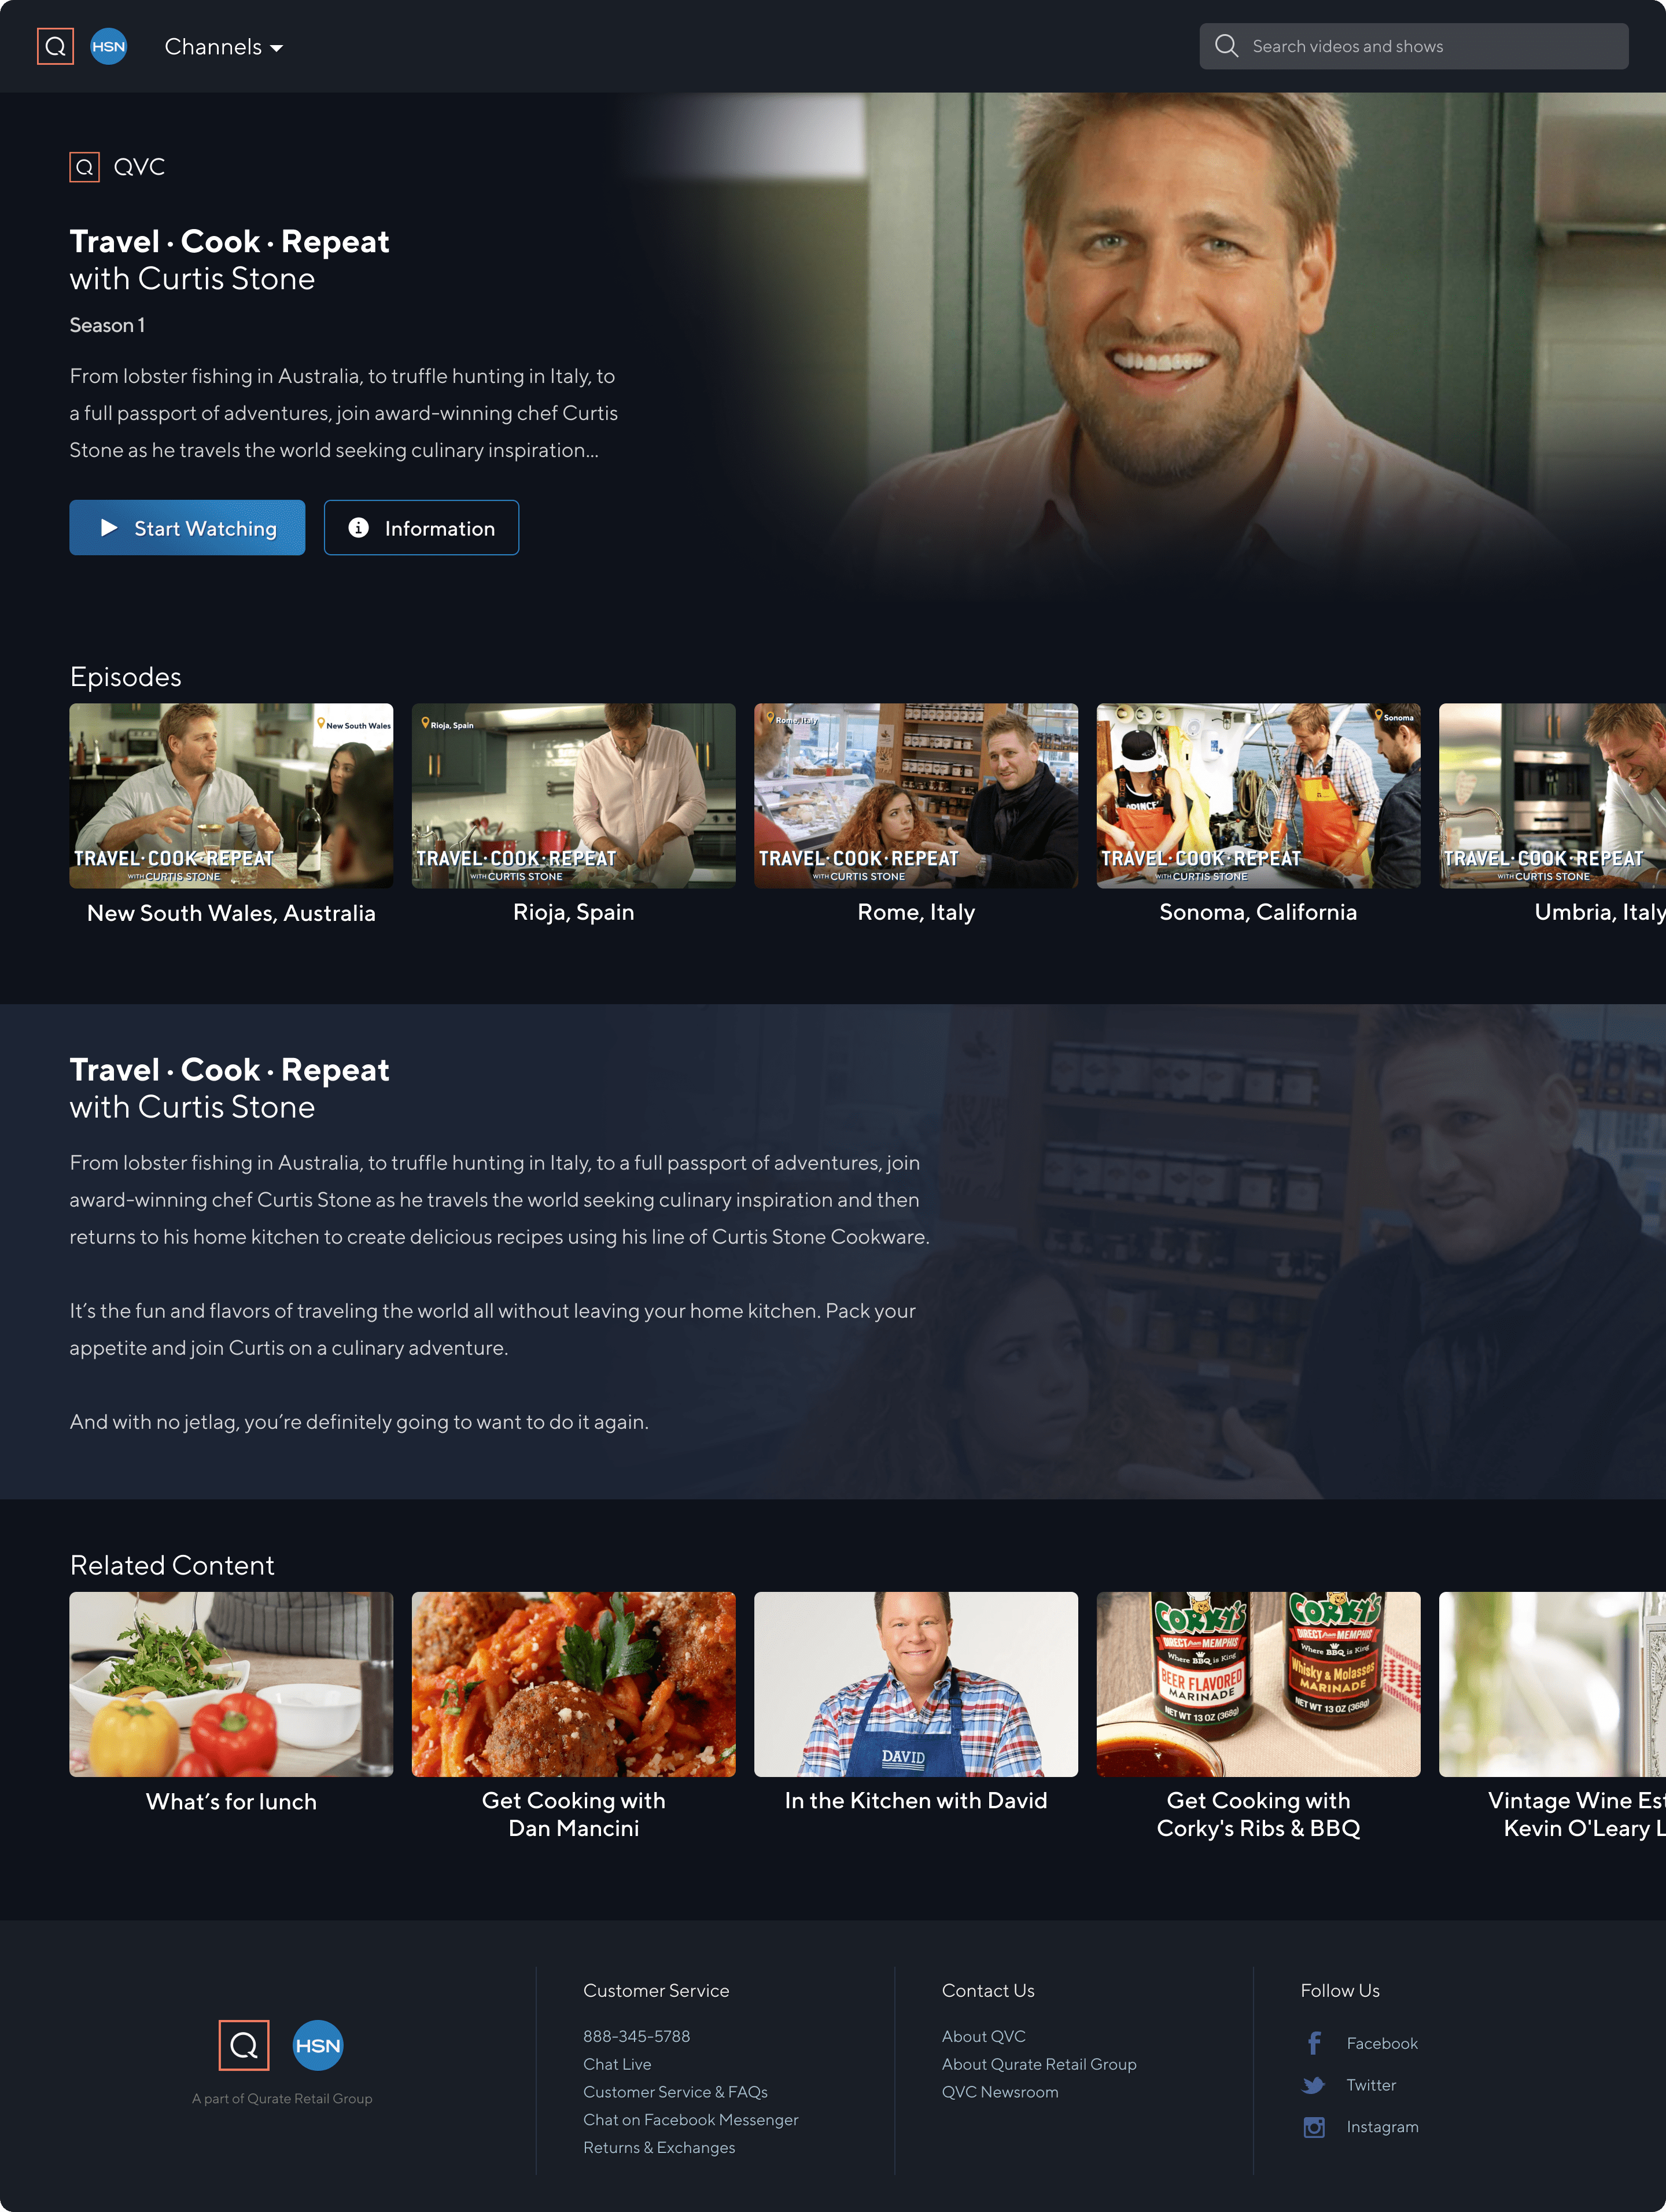 Q HSN Channels Search videos and shows
Q QVC
Travel · Cook · Repeat
with Curtis Stone
Season 1
From lobster fishing in Australia, to truffle hunting in Italy, to
a full passport of adventures, join award-winning chef Curtis
Stone as he travels the world seeking culinary inspiration...
Start Watching Information
Episodes
New South Wales
TRAVEL·COOK·REPEAT
WITH CURTIS STONE
New South Wales, Australia
Rioja, Spain
TRAVEL·COOK·REPEAT
WITH CURTIS STONE
Rioja, Spain
Rome, Italy
TRAVEL·COOK·REPEAT
WITH CURTIS STONE
Rome, Italy
Sonoma
PRINCE
TRAVEL·COOK·REPEAT
WITH CURTIS STONE
Sonoma, California
TRAVEL·COOK·REPEAT
WITH CURTIS STONE
Umbria, Italy
Travel · Cook · Repeat
with Curtis Stone
From lobster fishing in Australia, to truffle hunting in Italy, to a full passport of adventures, join
award-winning chef Curtis Stone as he travels the world seeking culinary inspiration and then
returns to his home kitchen to create delicious recipes using his line of Curtis Stone Cookware.
It’s the fun and flavors of traveling the world all without leaving your home kitchen. Pack your
appetite and join Curtis on a culinary adventure.
And with no jetlag, you’re definitely going to want to do it again.
Related Content
What’s for lunch
Get Cooking with
Dan Mancini
DAVID
In the Kitchen with David
CORKY'S
DIRECT from MEMPHIS
Where BBQ is King
BEER FLAVORED
MARINADE
NET WT 13 OZ (368g)
CORKY'S
DIRECT from MEMPHIS
Where BBQ is King
Whisky & Molasses
MARINADE
NET WT 13 OZ (368g)
Get Cooking with
Corky's Ribs & BBQ
Vintage Wine Est
Kevin O'Leary L
Q HSN
A part of Qurate Retail Group
Customer Service
888-345-5788
Chat Live
Customer Service & FAQs
Chat on Facebook Messenger
Returns & Exchanges
Contact Us
About QVC
About Qurate Retail Group
QVC Newsroom
Follow Us
Facebook
Twitter
Instagram